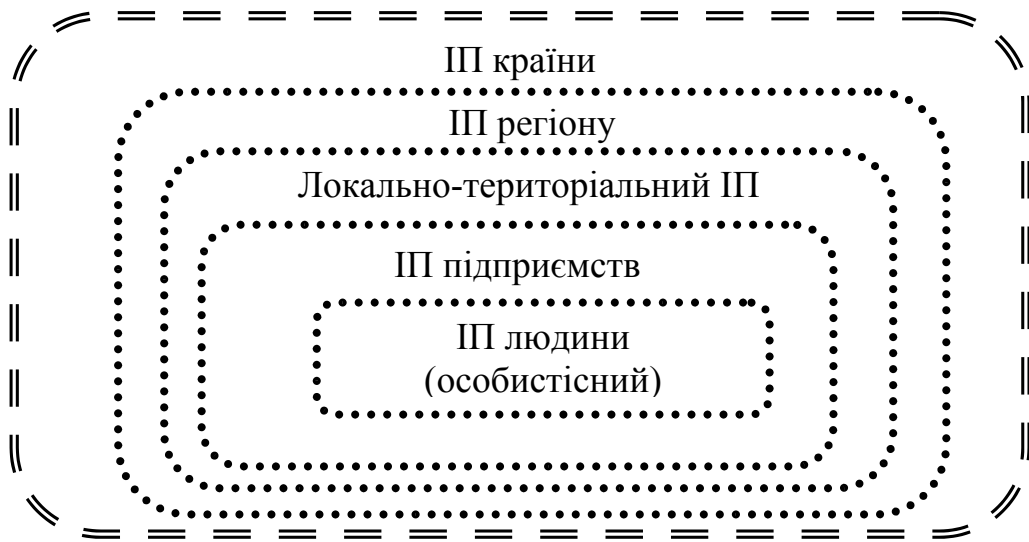 ІП країни
ІП регіону
Локально-територіальний ІП
ІП підприємств
ІП людини
(особистісний)